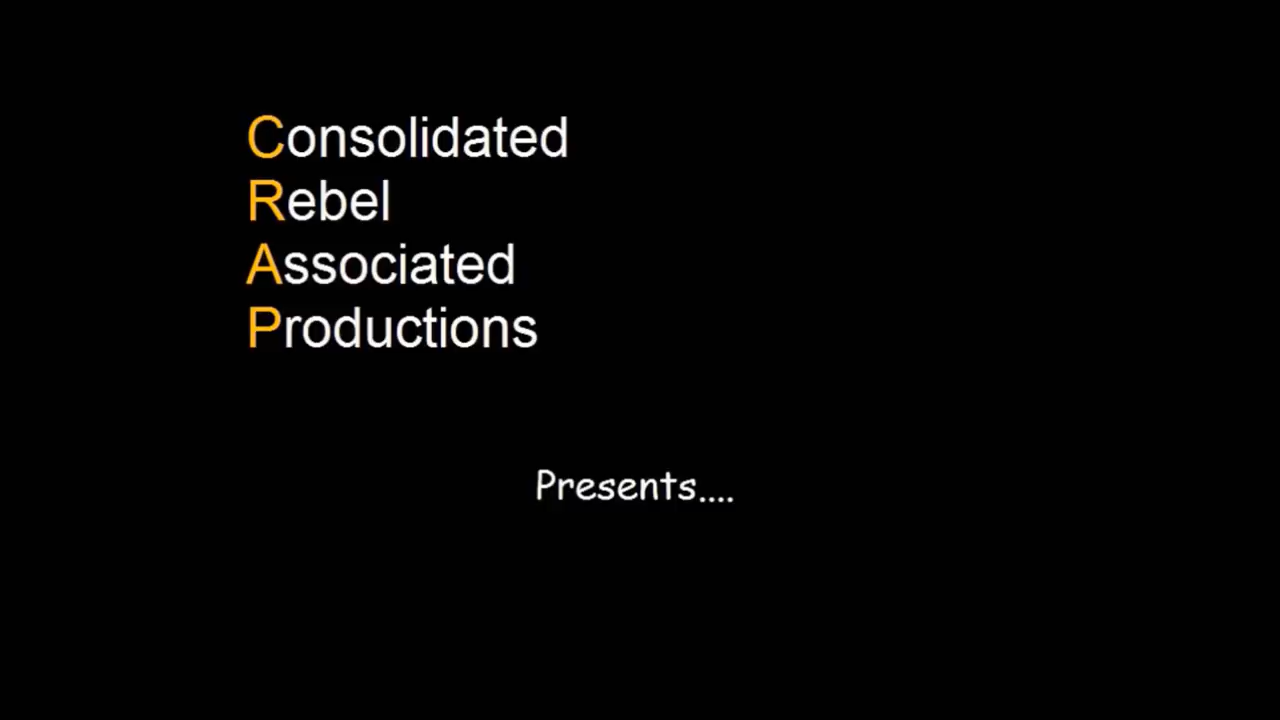 Consolidated
Rebel
Associated
Productions
Presents....